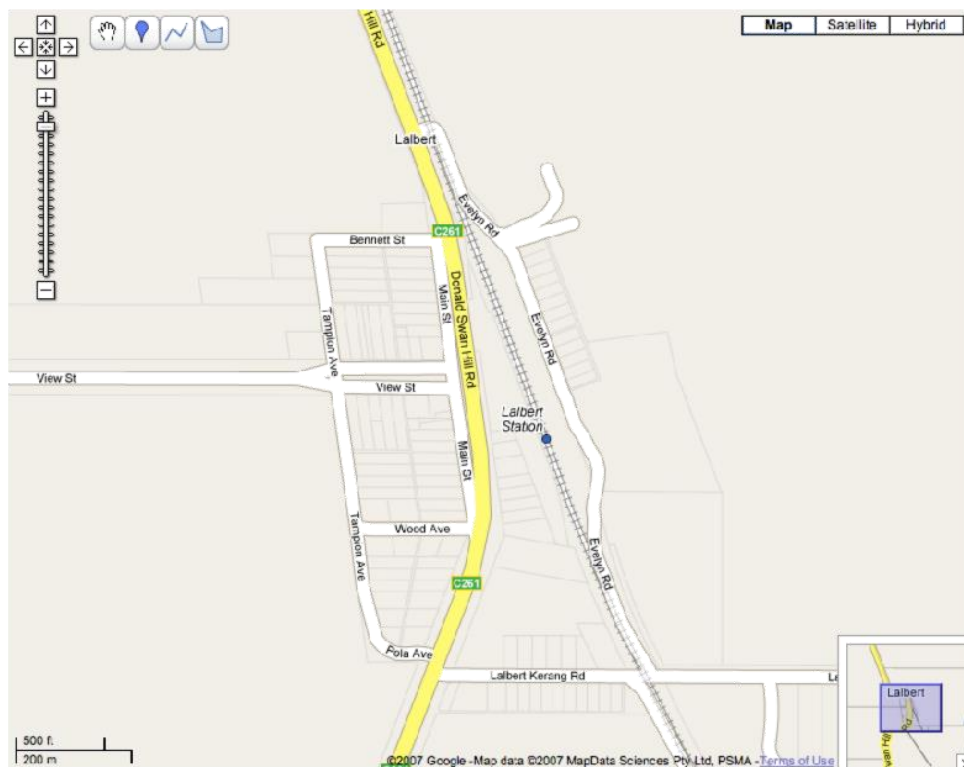 Map Satellite Hybrid
Hill Rd
Lalbert
Evelyn Rd
C261
Bennett St
Donald Swan Hill Rd
Main St
Tampion Ave
Evelyn Rd
View St
View St
Lalbert
Station
Main St
Tampion Ave
Wood Ave
Evelyn Rd
C261
Pola Ave
Lalbert Kerang Rd
La
Lalbert
500 ft
200 m
©2007 Google - Map data ©2007 MapData Sciences Pty Ltd, PSMA - Terms of Use